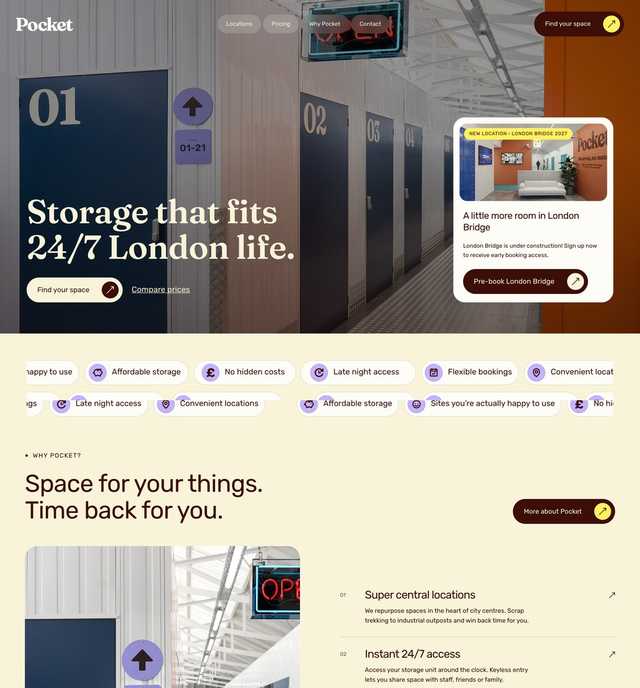 Pocket
Locations
Pricing
Why Pocket
Contact
Find your space
OPEN
01
02
03
04
01-21
NEW LOCATION - LONDON BRIDGE 2027
Pocket
A little more room in London
Bridge
London Bridge is under construction! Sign up now
to receive early booking access.
Pre-book London Bridge
Storage that fits
24/7 London life.
Find your space
Compare prices
happy to use
Affordable storage
No hidden costs
Late night access
Flexible bookings
Convenient locat
ngs
Late night access
Convenient locations
Affordable storage
Sites you're actually happy to use
No hi
WHY POCKET?
Space for your things.
Time back for you.
More about Pocket
OPE
01
Super central locations
We repurpose spaces in the heart of city centres. Scrap
trekking to industrial outposts and win back time for you.
02
Instant 24/7 access
Access your storage unit around the clock. Keyless entry
lets you share space with staff, friends or family.